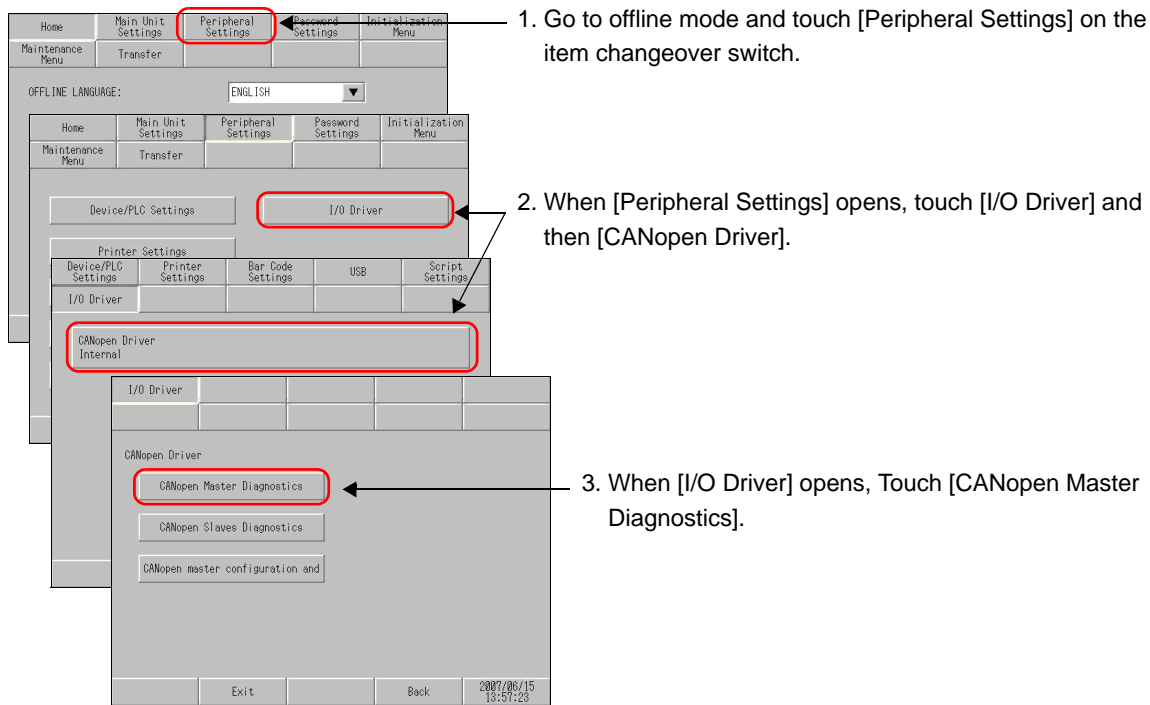 Home Main Unit Settings Peripheral Settings Password Settings Initialization Menu
Maintenance Menu Transfer
OFFLINE LANGUAGE: ENGLISH ▼
1. Go to offline mode and touch [Peripheral Settings] on the
item changeover switch.
Home Main Unit Settings Peripheral Settings Password Settings Initialization Menu
Maintenance Menu Transfer
Device/PLC Settings I/O Driver
Printer Settings
2. When [Peripheral Settings] opens, touch [I/O Driver] and
then [CANopen Driver].
Device/PLC Settings Printer Settings Bar Code Settings USB Script Settings
I/O Driver
CANopen Driver
Internal
I/O Driver
CANopen Driver
CANopen Master Diagnostics
CANopen Slaves Diagnostics
CANopen master configuration and
3. When [I/O Driver] opens, Touch [CANopen Master
Diagnostics].
Exit Back 2007/06/15
13:57:23